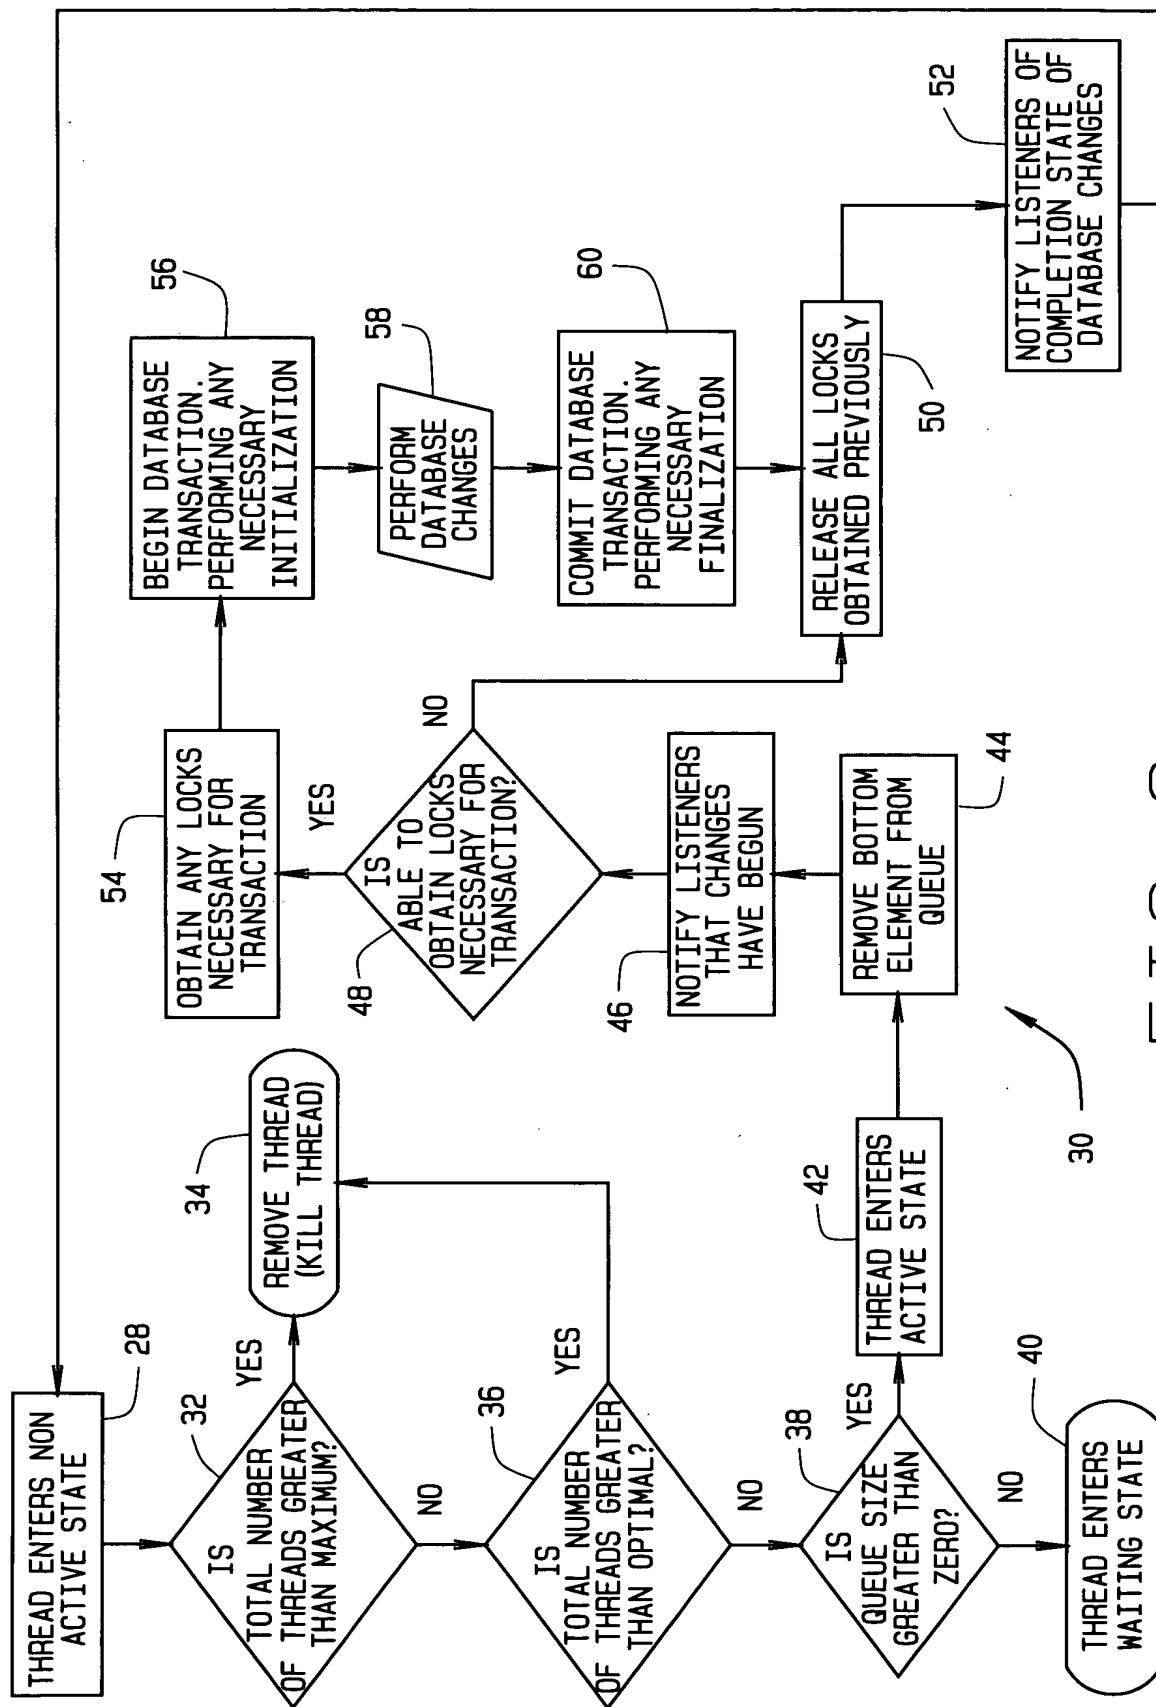 THREAD ENTERS NON
ACTIVE STATE
28
IS
TOTAL NUMBER
OF THREADS GREATER
THAN MAXIMUM?
32
YES
NO
REMOVE THREAD
(KILL THREAD)
34
IS
TOTAL NUMBER
OF THREADS GREATER
THAN OPTIMAL?
36
YES
NO
IS
QUEUE SIZE
GREATER THAN
ZERO?
38
YES
NO
THREAD ENTERS
WAITING STATE
40
THREAD ENTERS
ACTIVE STATE
42
30
REMOVE BOTTOM
ELEMENT FROM
QUEUE
44
NOTIFY LISTENERS
THAT CHANGES
HAVE BEGUN
46
IS
ABLE TO
OBTAIN LOCKS
NECESSARY FOR
TRANSACTION?
48
YES
NO
OBTAIN ANY LOCKS
NECESSARY FOR
TRANSACTION
54
BEGIN DATABASE
TRANSACTION.
PERFORMING ANY
NECESSARY
INITIALIZATION
56
PERFORM
DATABASE
CHANGES
58
COMMIT DATABASE
TRANSACTION.
PERFORMING ANY
NECESSARY
FINALIZATION
60
RELEASE ALL LOCKS
OBTAINED PREVIOUSLY
50
NOTIFY LISTENERS OF
COMPLETION STATE OF
DATABASE CHANGES
52